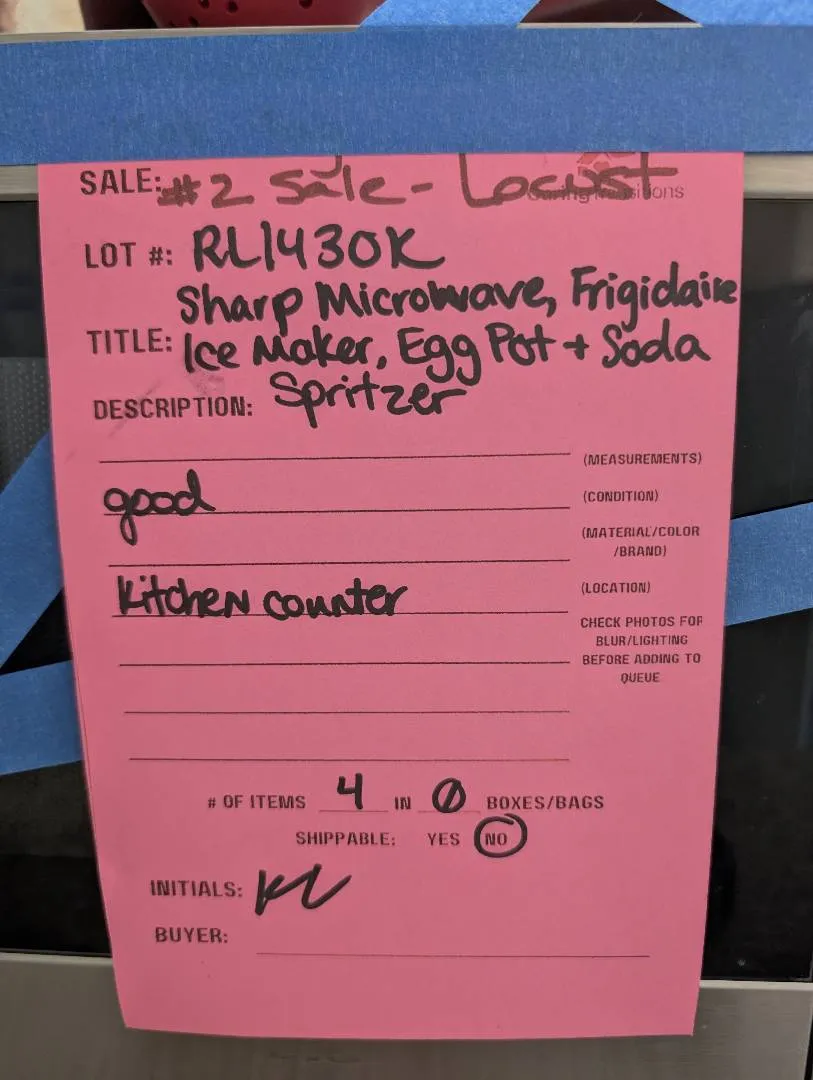 SALE: #2 Sale - Locust
Caring Transitions
LOT #: RL1430K
Sharp Microwave, Frigidaire
TITLE: Ice Maker, Egg Pot + Soda
DESCRIPTION: Spritzer
(MEASUREMENTS)
good (CONDITION)
(MATERIAL/COLOR
/BRAND)
kitchen counter (LOCATION)
CHECK PHOTOS FOR
BLUR/LIGHTING
BEFORE ADDING TO
QUEUE
# OF ITEMS 4 IN 0 BOXES/BAGS
SHIPPABLE: YES NO
INITIALS: KL
BUYER: